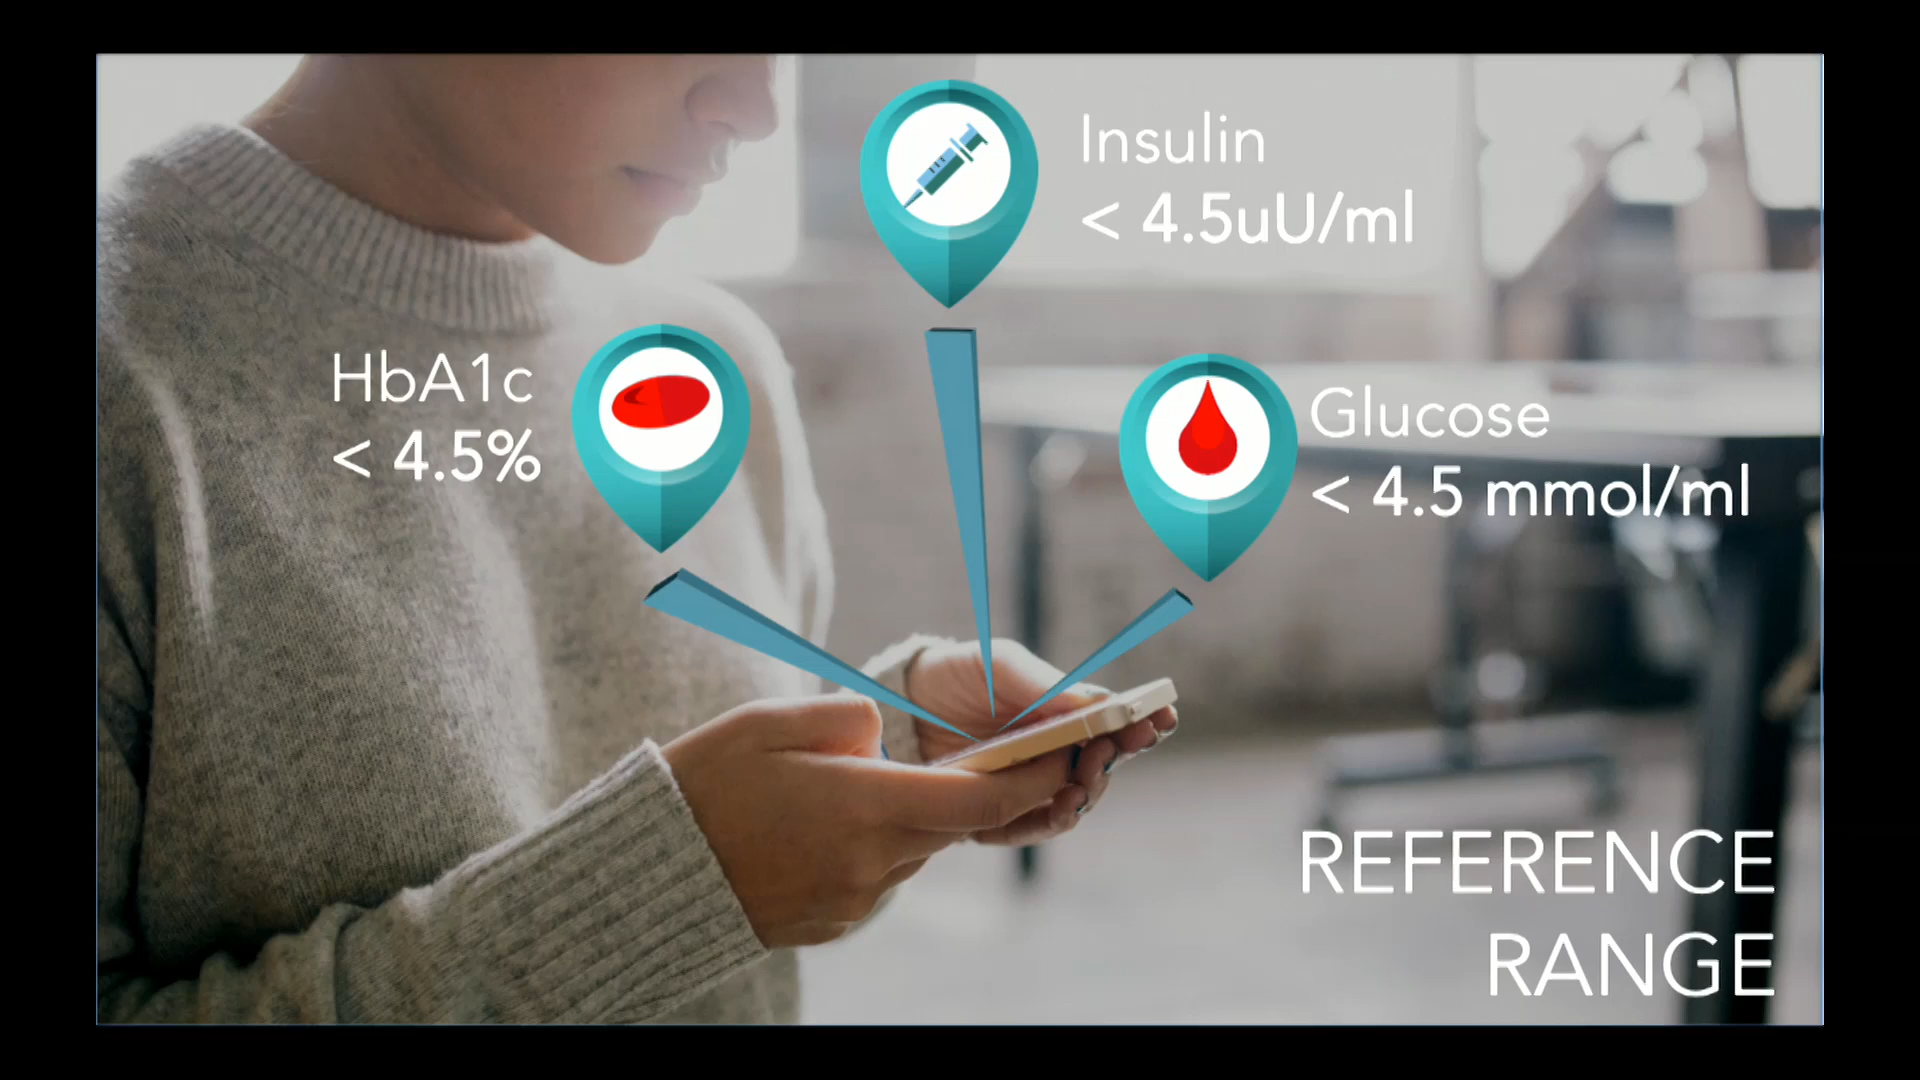 Insulin
< 4.5uU/ml
HbA1c
< 4.5%
Glucose
< 4.5 mmol/ml
REFERENCE
RANGE